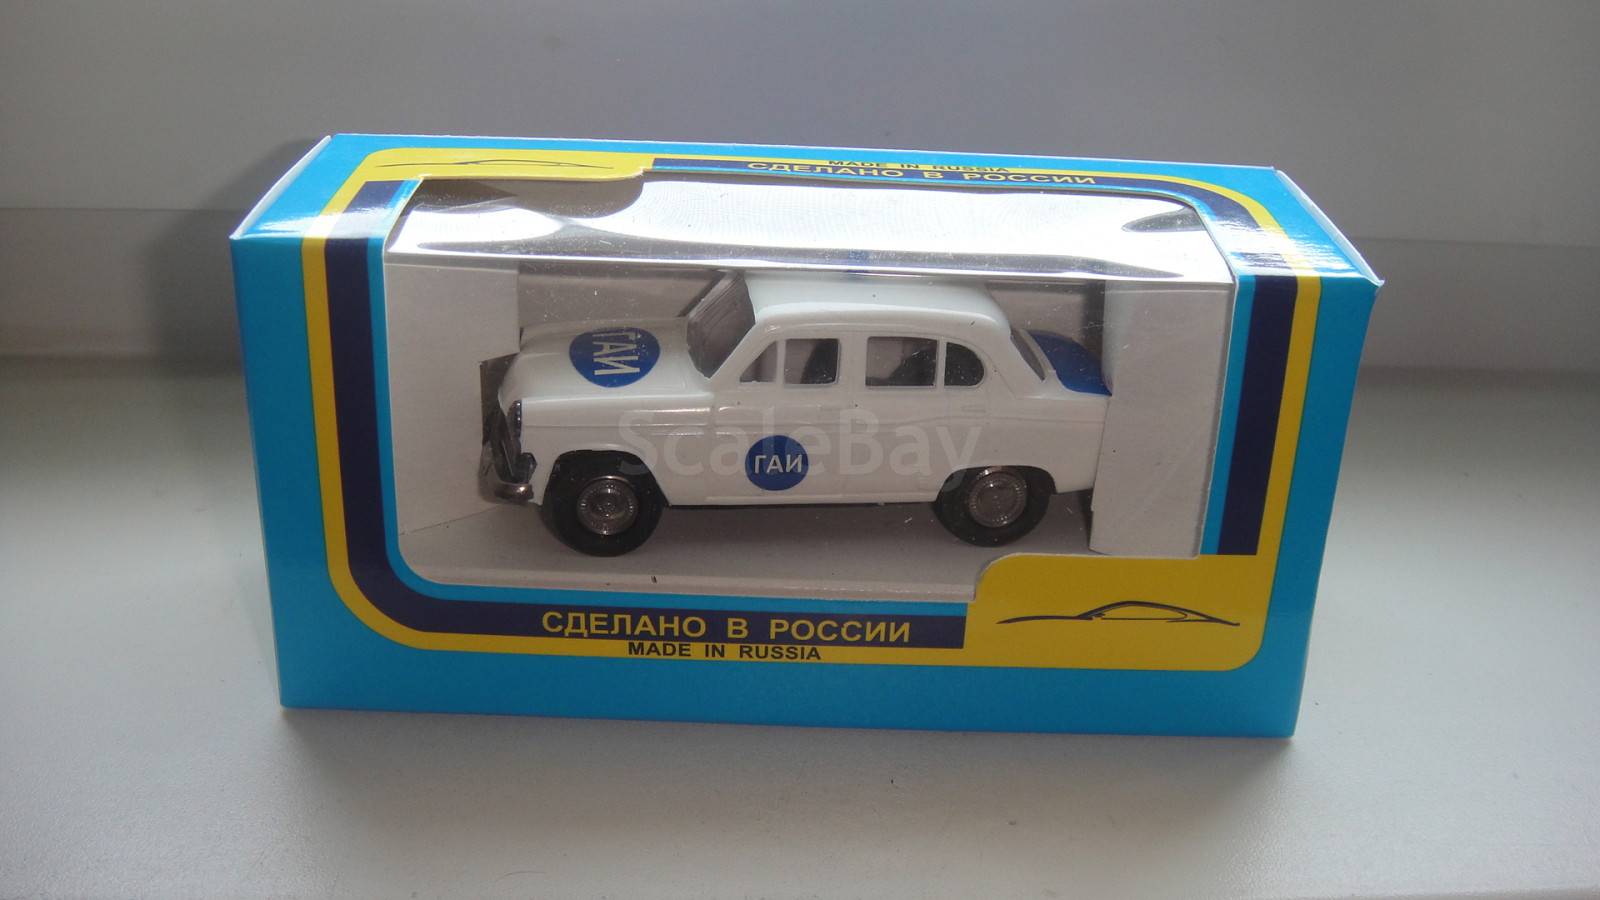 MADE IN RUSSIA
СДЕЛАНО В РОССИИ
ГАИ
ScaleBay
ГАИ
СДЕЛАНО В РОССИИ
MADE IN RUSSIA